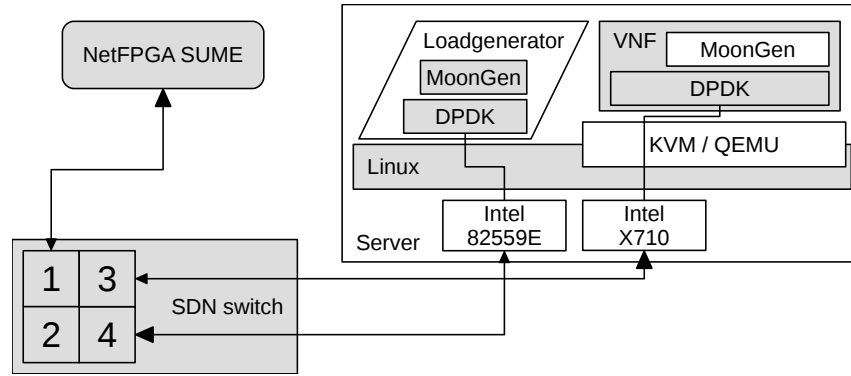 NetFPGA SUME
Loadgenerator
MoonGen
DPDK
VNF
MoonGen
DPDK
KVM / QEMU
Linux
Intel
82559E
Intel
X710
Server
1 3
2 4
SDN switch